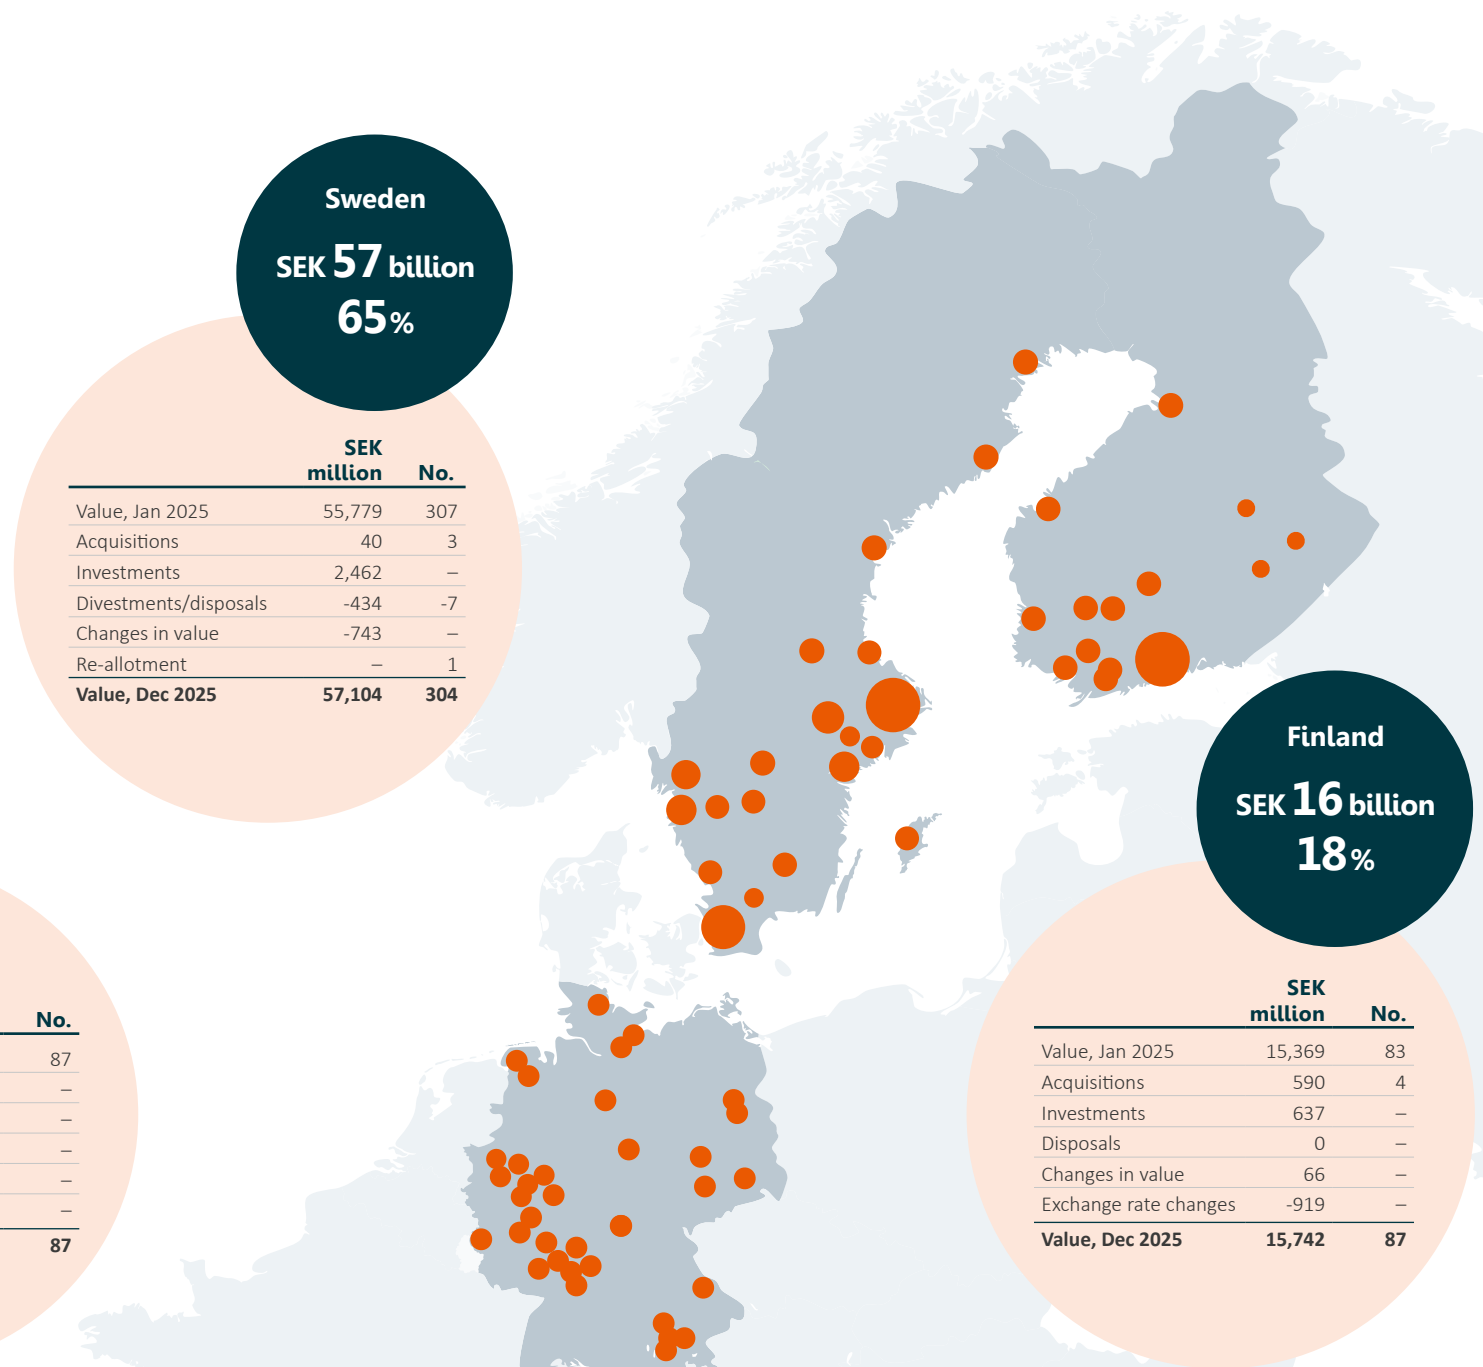 Sweden
SEK 57 billion
65%
SEK
million No.
Value, Jan 2025 55,779 307
Acquisitions 40 3
Investments 2,462 –
Divestments/disposals -434 -7
Changes in value -743 –
Re-allotment – 1
Value, Dec 2025 57,104 304
Finland
SEK 16 billion
18%
SEK
million No.
Value, Jan 2025 15,369 83
Acquisitions 590 4
Investments 637 –
Disposals 0 –
Changes in value 66 –
Exchange rate changes -919 –
Value, Dec 2025 15,742 87
No.
87
–
–
–
–
–
87